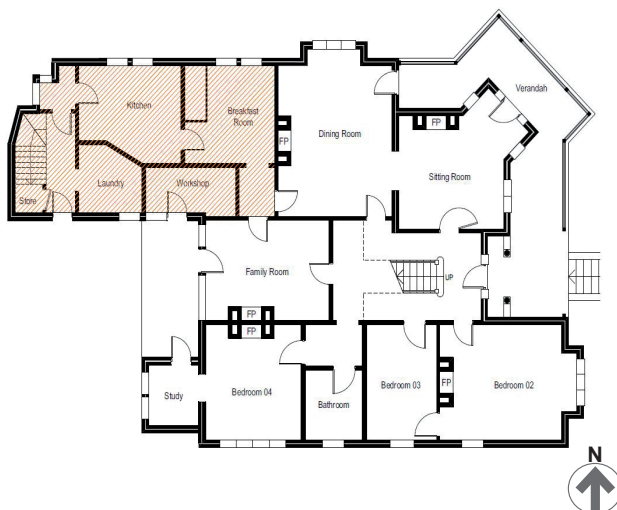 Verandah
Kitchen
Breakfast
Room
FP
Dining Room
FP
Sitting Room
Laundry
Workshop
Store
Family Room
UP
FP
FP
Study
Bedroom 04
Bathroom
Bedroom 03
FP
Bedroom 02
N